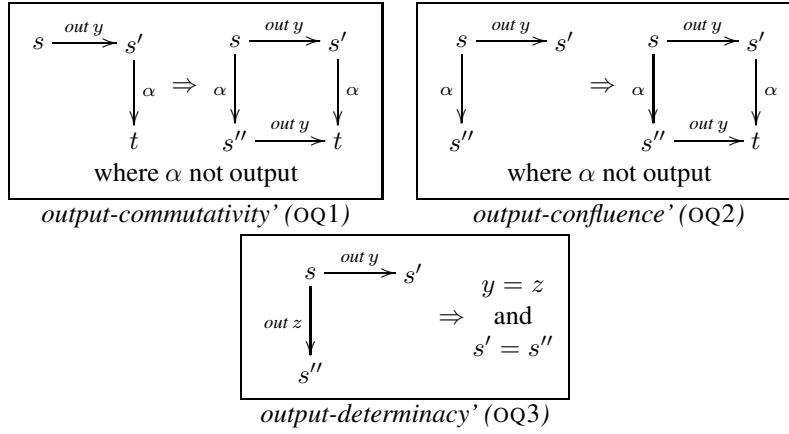 s out y s′ s out y s′
α ⇒ α α
t s″ out y t
where α not output
output-commutativity’ (OQ1)
s out y s′ s out y s′
α ⇒ α α
s″ s″ out y t
where α not output
output-confluence’ (OQ2)
s out y s′ y = z
out z ⇒ and
s″ s′ = s″
output-determinacy’ (OQ3)